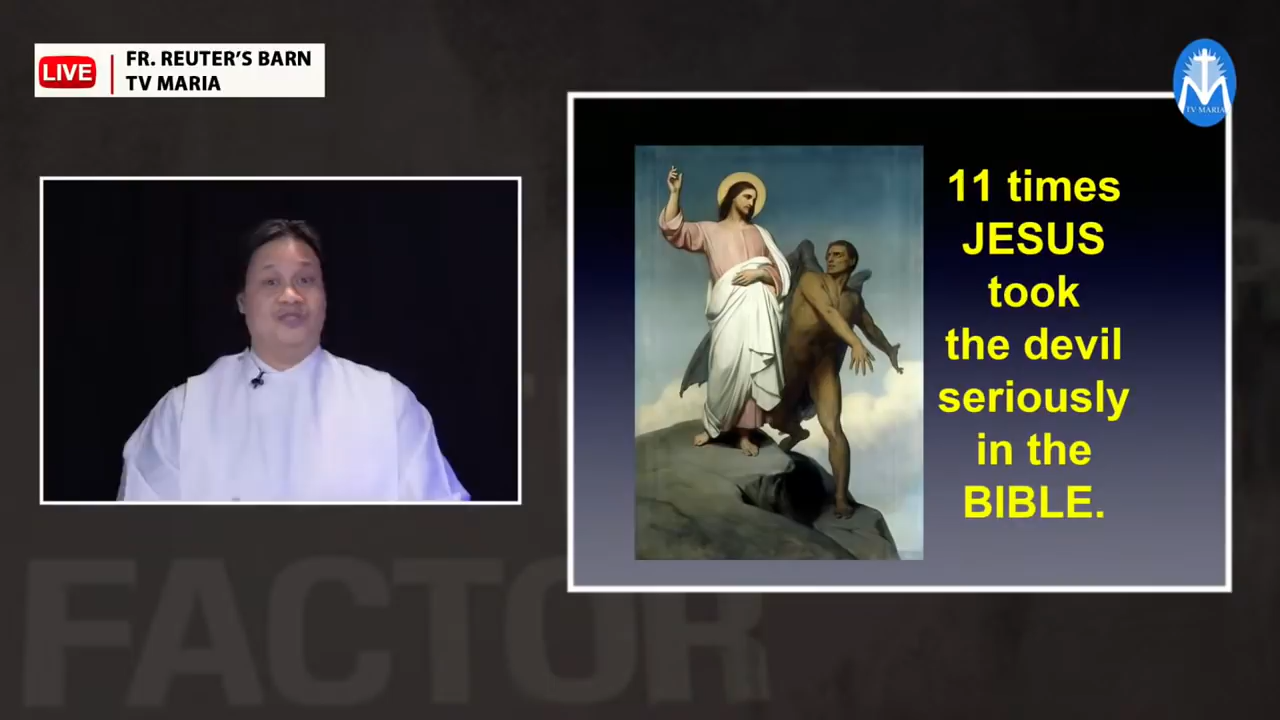 LIVE
FR. REUTER'S BARN
TV MARIA
TV MARIA
11 times
JESUS
took
the devil
seriously
in the
BIBLE.
FACTOR